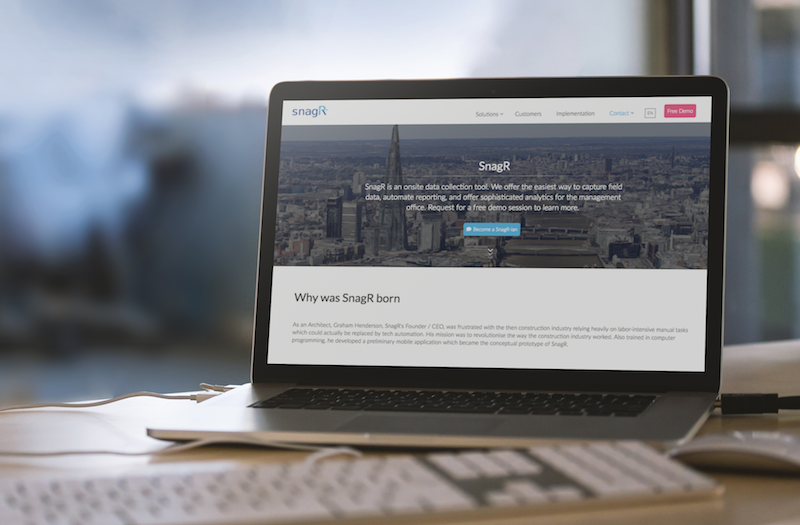 snagR
Solutions Customers Implementation Contact EN Free Demo
SnagR
SnagR is an onsite data collection tool. We offer the easiest way to capture field
data, automate reporting, and offer sophisticated analytics for the management
office. Request for a free demo session to learn more.
Become a SnagR-ian
Why was SnagR born
As an Architect, Graham Henderson, SnagR's Founder / CEO, was frustrated with the then construction industry relying heavily on labor-intensive manual tasks
which could actually be replaced by tech automation. His mission was to revolutionise the way the construction industry worked. Also trained in computer
programming, he developed a preliminary mobile application which become the conceptual prototype of SnagR.